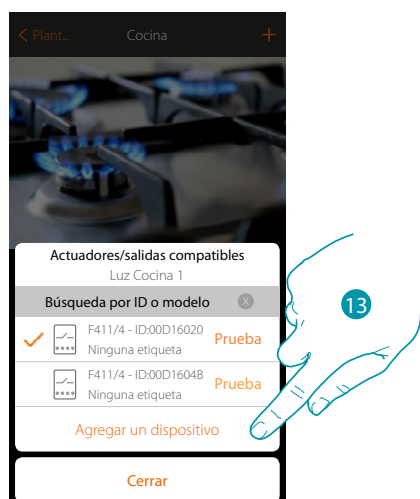 Plant... Cocina +
Actuadores/salidas compatibles
Luz Cocina 1
Búsqueda por ID o modelo X
F411/4 - ID:00D16020
Ninguna etiqueta
Prueba
F411/4 - ID:00D1604B
Ninguna etiqueta
Prueba
Agregar un dispositivo
Cerrar
13